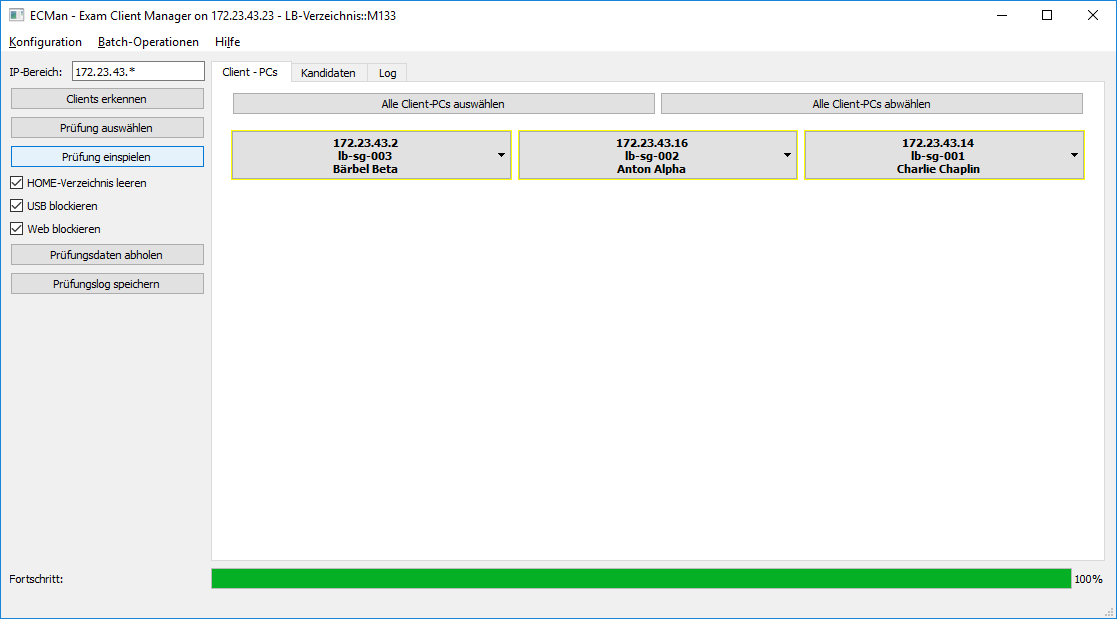 ECMan - Exam Client Manager on 172.23.43.23 - LB-Verzeichnis::M133
Konfiguration Batch-Operationen Hilfe
IP-Bereich: 172.23.43.*
Clients erkennen
Prüfung auswählen
Prüfung einspielen
HOME-Verzeichnis leeren
USB blockieren
Web blockieren
Prüfungsdaten abholen
Prüfungslog speichern
Client - PCs Kandidaten Log
Alle Client-PCs auswählen Alle Client-PCs abwählen
172.23.43.2
lb-sg-003
Bärbel Beta
172.23.43.16
lb-sg-002
Anton Alpha
172.23.43.14
lb-sg-001
Charlie Chaplin
Fortschritt: 100%